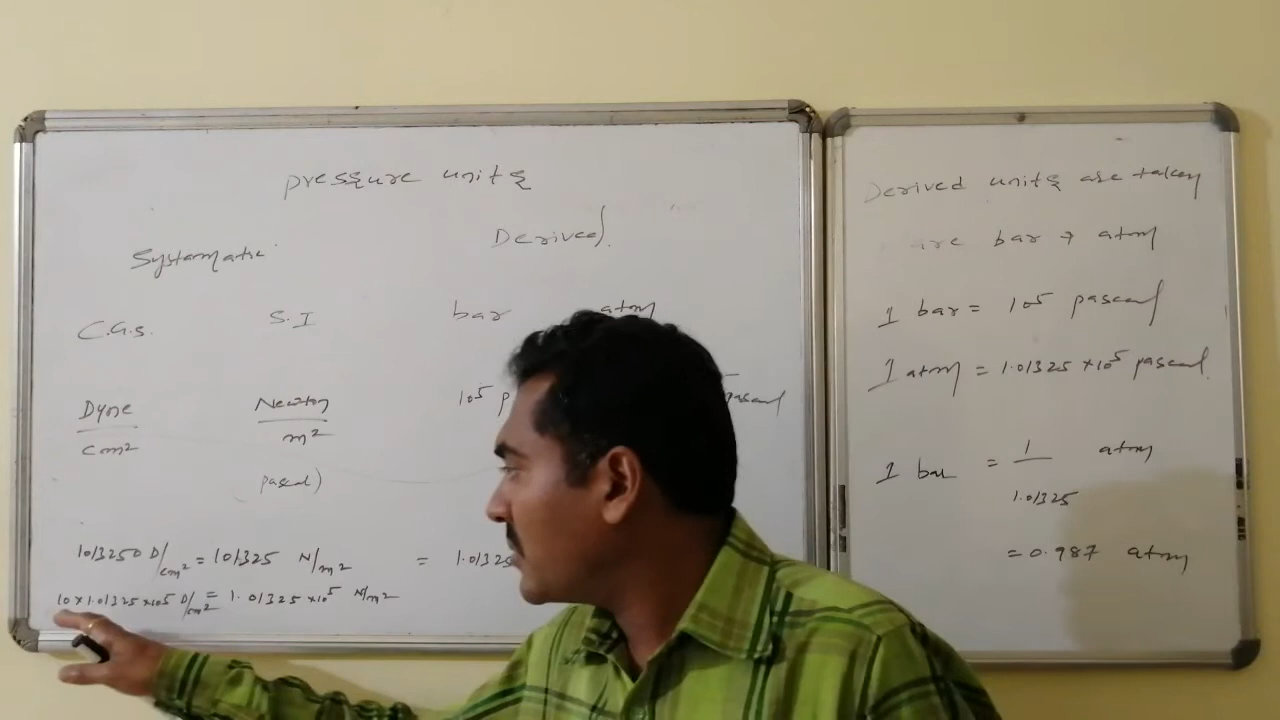 pressure units
Systamatic Derived
C.G.S. S.I bar atm
Dyne/cm² Newton/m² 10⁵ p pascal
(pascal)
1013250 D/cm² = 101325 N/m² = 1.01325
10×1.01325×10⁵ D/cm² = 1.01325×10⁵ N/m²
Derived units are taken
are bar → atm
1 bar = 10⁵ pascal
1 atm = 1.01325×10⁵ pascal
1 bar = 1/1.01325 atm
= 0.987 atm